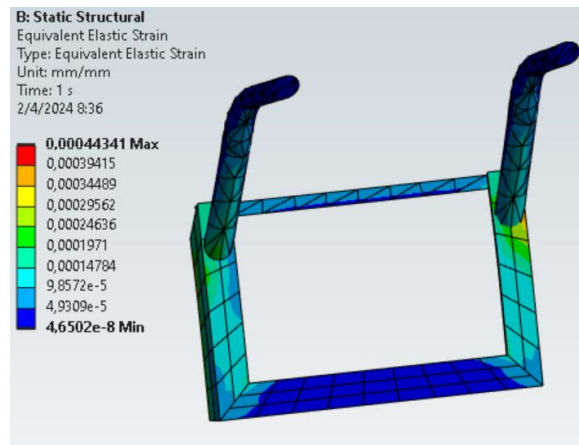 B: Static Structural
Equivalent Elastic Strain
Type: Equivalent Elastic Strain
Unit: mm/mm
Time: 1 s
2/4/2024 8:36
0,00044341 Max
0,00039415
0,00034489
0,00029562
0,00024636
0,0001971
0,00014784
9,8572e-5
4,9309e-5
4,6502e-8 Min